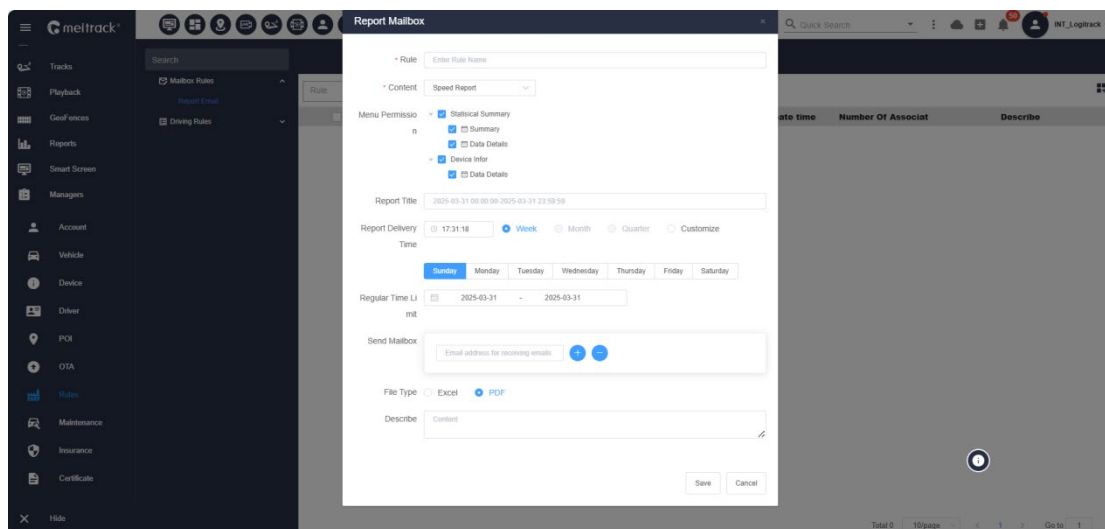 meitrack
Report Mailbox
×
Quick Search
50
INT_Logitrack
Tracks
Playback
GeoFences
Reports
Smart Screen
Managers
Account
Vehicle
Device
Driver
POI
OTA
Rules
Maintenance
Insurance
Certificate
Hide
Search
Mailbox Rules
Report Email
Driving Rules
Rule
ate time Number Of Associat Describo
* Rule Enter Rule Name
* Content Speed Report
Menu Permissio
n
Statisical Summary
Summary
Data Details
Device Infor
Data Details
Report Title 2025-03-31 00:00:00-2025-03-31 23:59:59
Report Delivery
Time
17:31:18 Week Month Quarter Customize
Sunday Monday Tuesday Wednesday Thursday Friday Saturday
Regular Time Li
mit
2025-03-31 - 2025-03-31
Send Mailbox
Email address for receiving emails
File Type Excel PDF
Describe Content
Save Cancel
Total 0 10/page 1 Go to 1